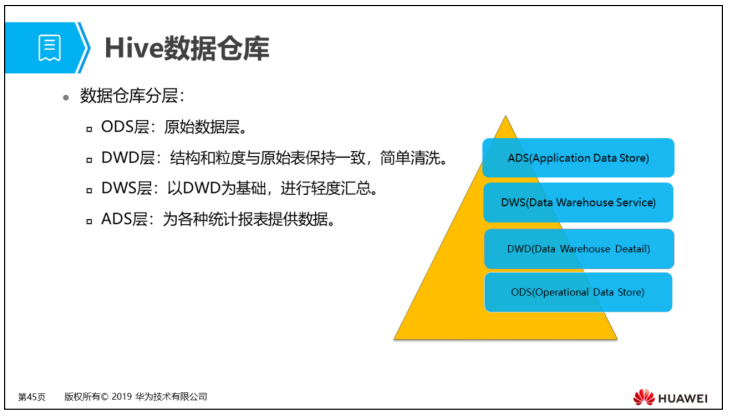 Hive数据仓库
数据仓库分层：
ODS层：原始数据层。
DWD层：结构和粒度与原始表保持一致，简单清洗。
DWS层：以DWD为基础，进行轻度汇总。
ADS层：为各种统计报表提供数据。
ADS(Application Data Store)
DWS(Data Warehouse Service)
DWD(Data Warehouse Deatail)
ODS(Operational Data Store)
第45页 版权所有© 2019 华为技术有限公司
HUAWEI